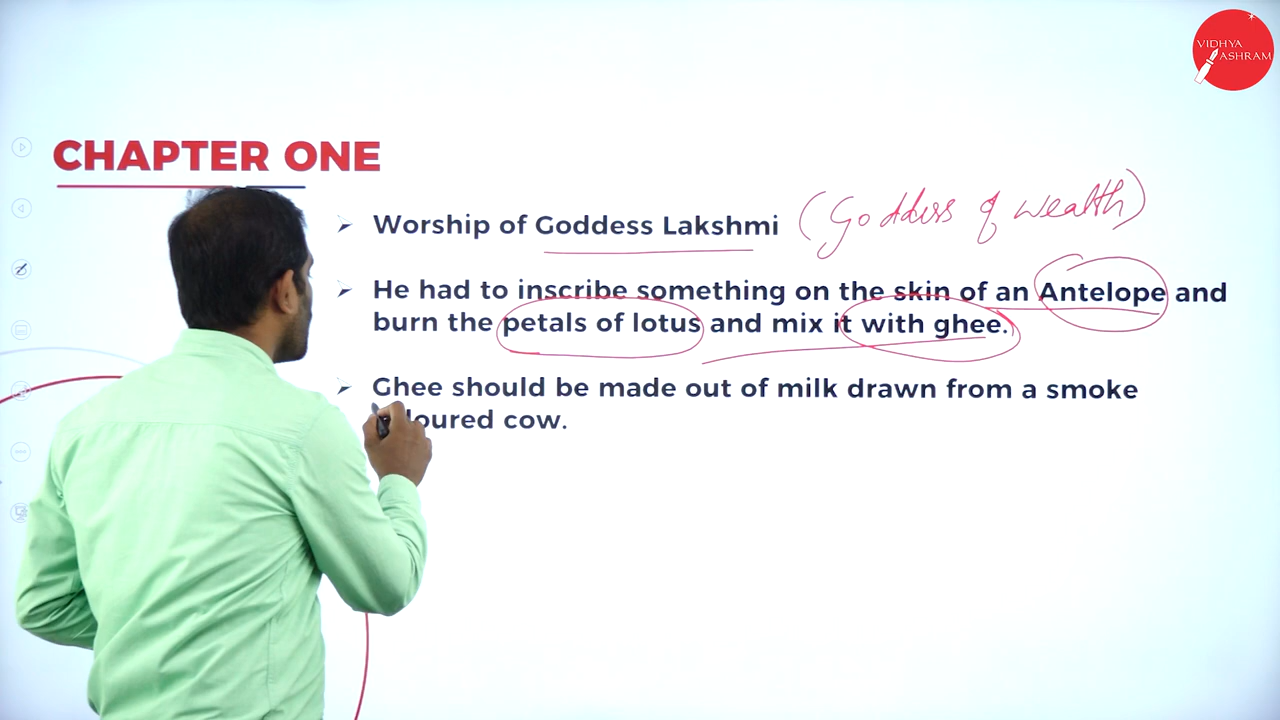 VIDHYA
ASHRAM
CHAPTER ONE
Worship of Goddess Lakshmi (Goddess of wealth)
He had to inscribe something on the skin of an Antelope and
burn the petals of lotus and mix it with ghee.
Ghee should be made out of milk drawn from a smoke
loured cow.